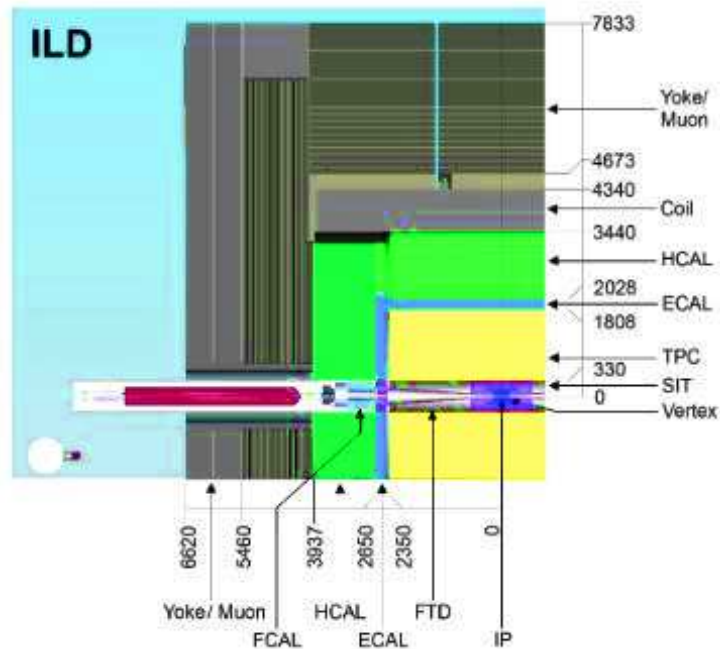 ILD
7833
Yoke/
Muon
4673
4340
Coil
3440
HCAL
2028
ECAL
1808
TPC
330
SIT
0
Vertex
6620
5460
3937
2650
2350
0
Yoke/ Muon
HCAL
FTD
FCAL
ECAL
IP